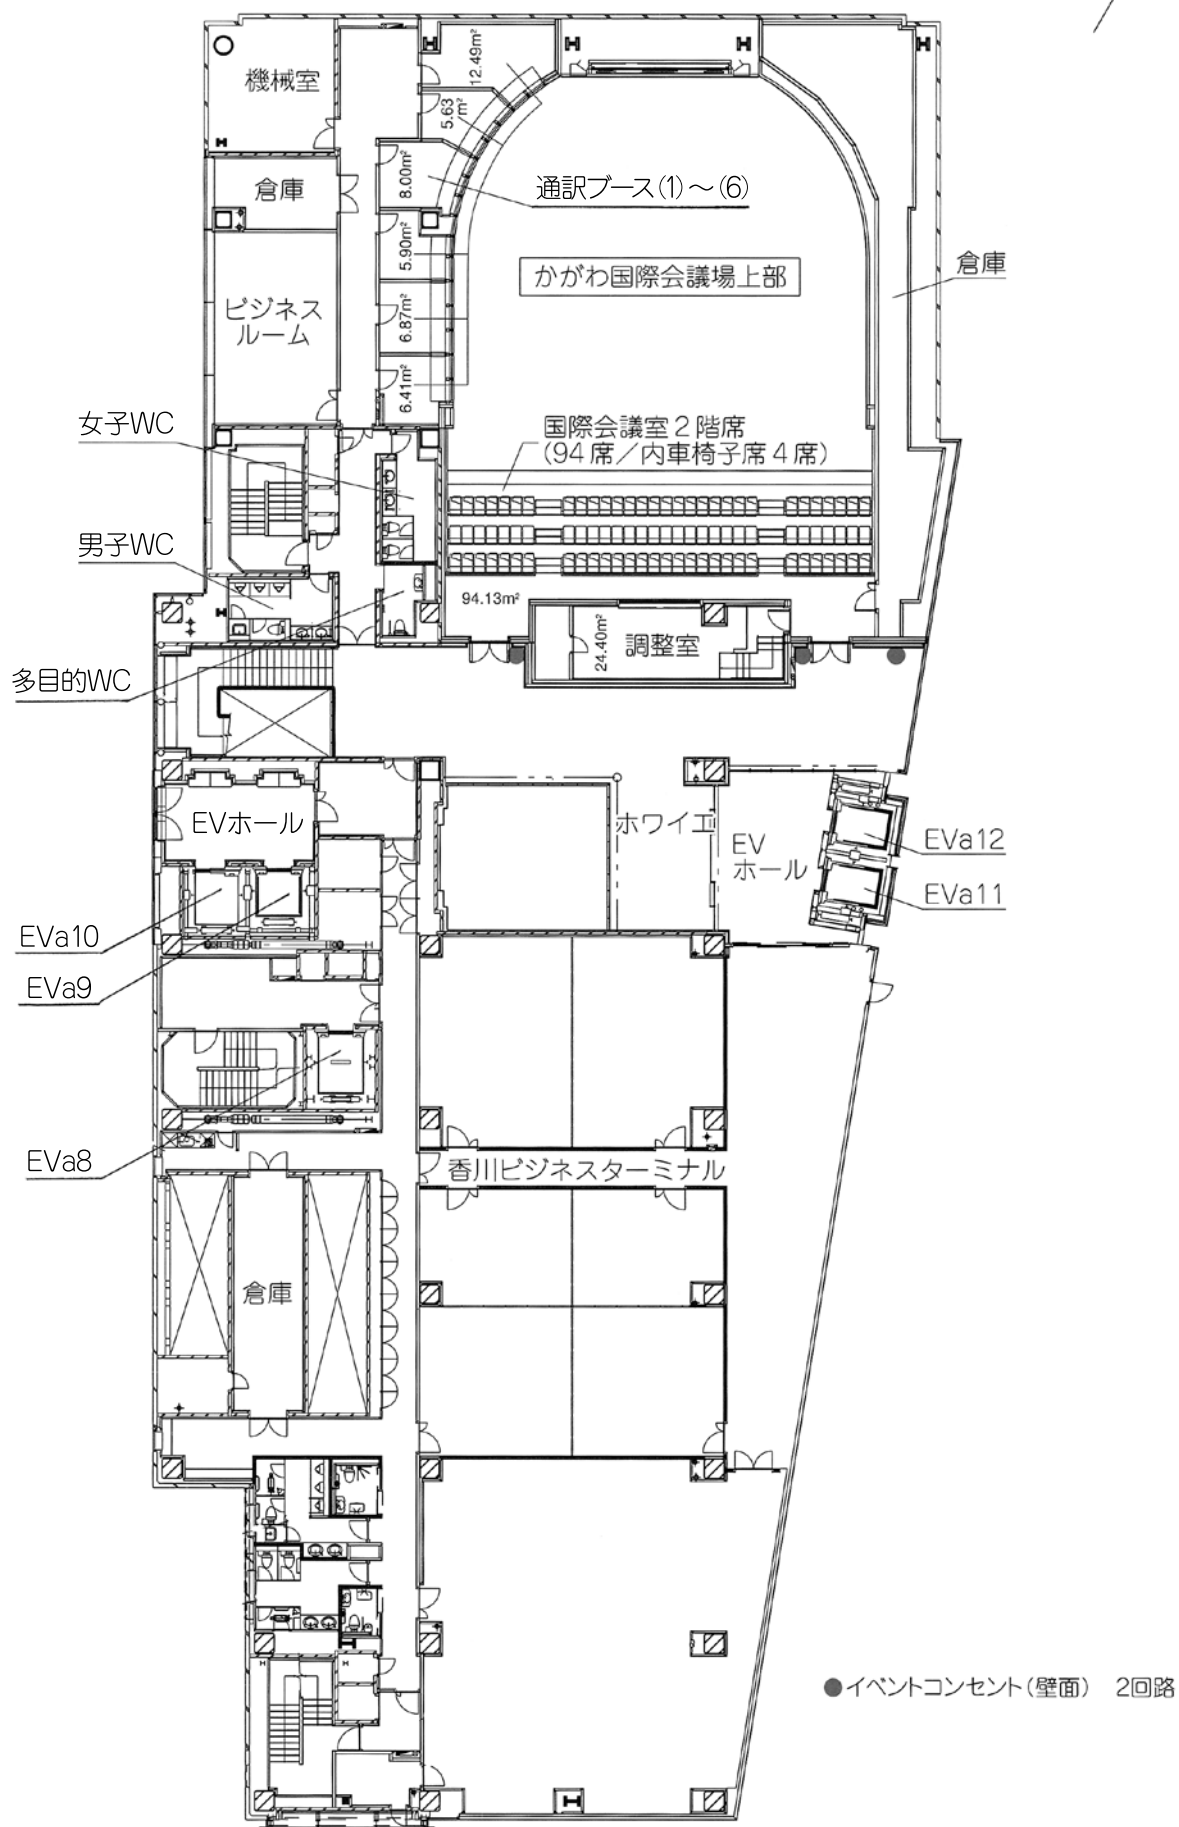 機械室
12.49m²
5.63
m²
倉庫
8.00m²
通訳ブース(1)～(6)
5.90m²
かがわ国際会議場上部
倉庫
ビジネス
ルーム
6.87m²
6.41m²
女子WC
国際会議室2階席
(94席／内車椅子席4席)
男子WC
94.13m²
24.40m²
調整室
多目的WC
EVホール
ホワイエ
EV
ホール
EVa12
EVa11
EVa10
EVa9
EVa8
香川ビジネスターミナル
倉庫
●イベントコンセント(壁面) 2回路